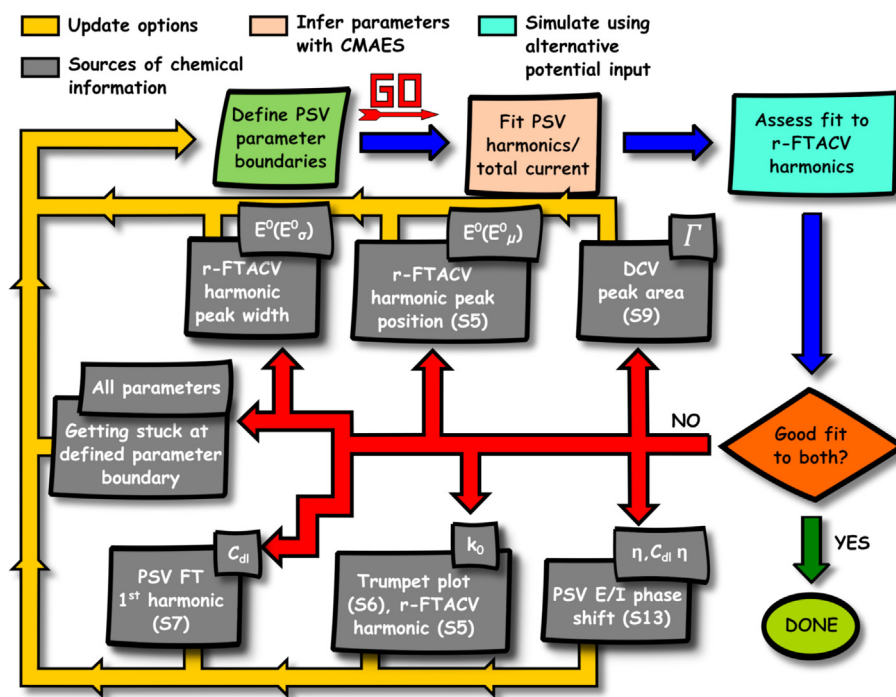 Update options
Infer parameters
with CMAES
Simulate using
alternative
potential input
Sources of chemical
information
GO
Define PSV
parameter
boundaries
Fit PSV
harmonics/
total current
Assess fit to
r-FTACV
harmonics
E⁰(E⁰σ)
r-FTACV
harmonic
peak width
E⁰(E⁰μ)
r-FTACV
harmonic peak
position (S5)
Γ
DCV
peak area
(S9)
All parameters
Getting stuck at
defined parameter
boundary
NO
Good fit
to both?
C_dl
PSV FT
1ˢᵗ harmonic
(S7)
k₀
Trumpet plot
(S6), r-FTACV
harmonic (S5)
η,C_dl η
PSV E/I phase
shift (S13)
YES
DONE